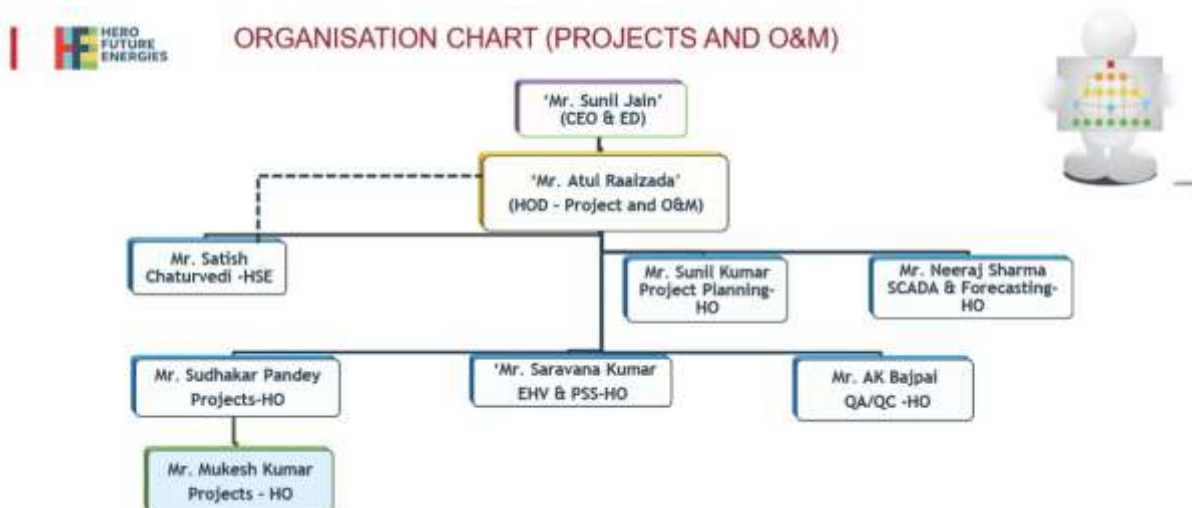 HERO
FUTURE
ENERGIES
ORGANISATION CHART (PROJECTS AND O&M)
'Mr. Sunil Jain'
(CEO & ED)
'Mr. Atul Raaizada'
(HOD - Project and O&M)
Mr. Satish
Chaturvedi -HSE
Mr. Sunil Kumar
Project Planning-
HO
Mr. Neeraj Sharma
SCADA & Forecasting-
HO
Mr. Sudhakar Pandey
Projects-HO
'Mr. Saravana Kumar
EHV & PSS-HO
Mr. AK Bajpai
QA/QC -HO
Mr. Mukesh Kumar
Projects - HO